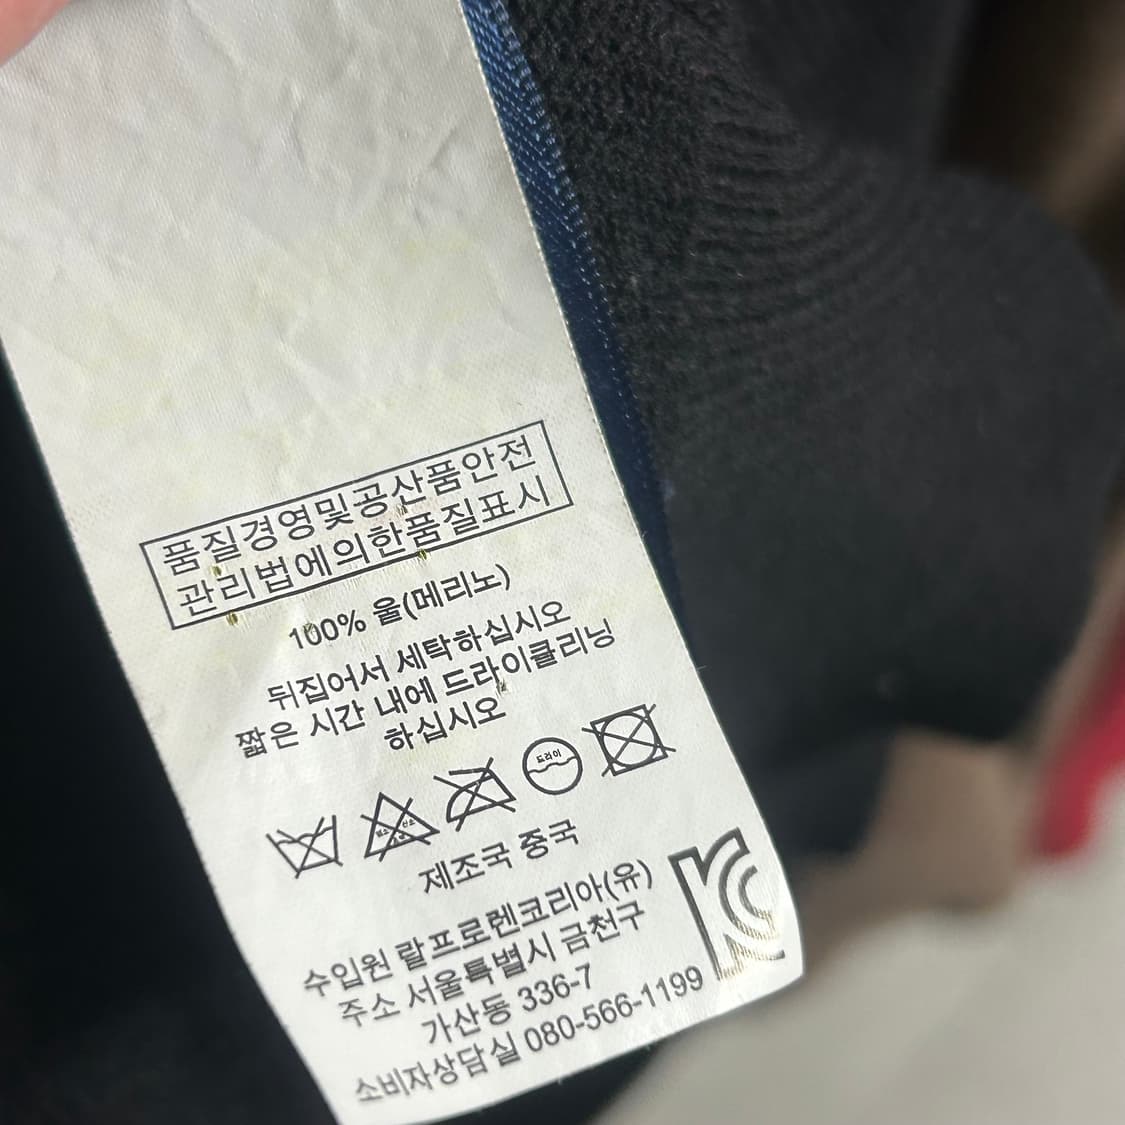 품질경영및공산품안전
관리법에의한품질표시
100% 울(메리노)
뒤집어서 세탁하십시오
짧은 시간 내에 드라이클리닝
하십시오
드라이
제조국 중국
수입원 랄프로렌코리아(유)
주소 서울특별시 금천구
가산동 336-7
소비자상담실 080-566-1199